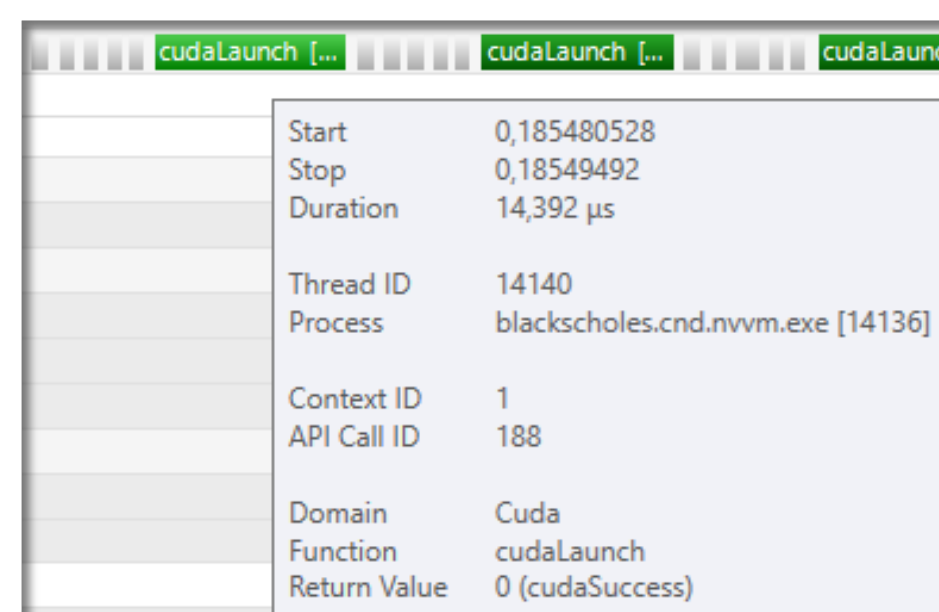 cudaLaunch [... cudaLaunch [... cudaLaun
Start 0,185480528
Stop 0,18549492
Duration 14,392 µs
Thread ID 14140
Process blackscholes.cnd.nvvm.exe [14136]
Context ID 1
API Call ID 188
Domain Cuda
Function cudaLaunch
Return Value 0 (cudaSuccess)